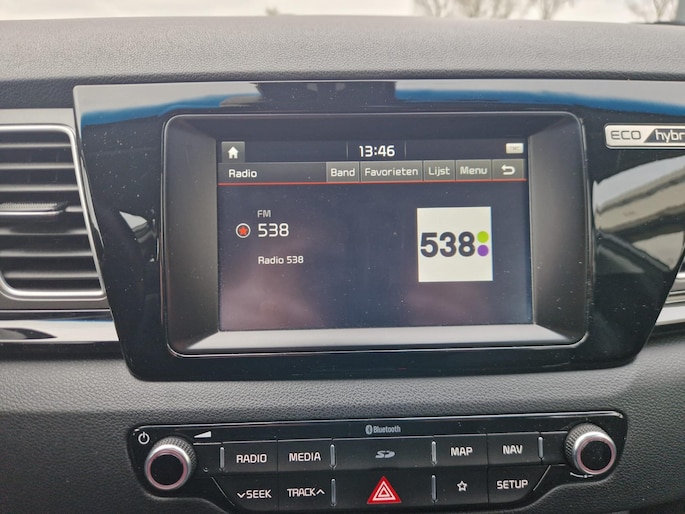 13:46
ECO hybr
Radio Band Favorieten Lijst Menu
FM
538
Radio 538
538
Bluetooth
RADIO MEDIA SD MAP NAV
SEEK TRACK SETUP